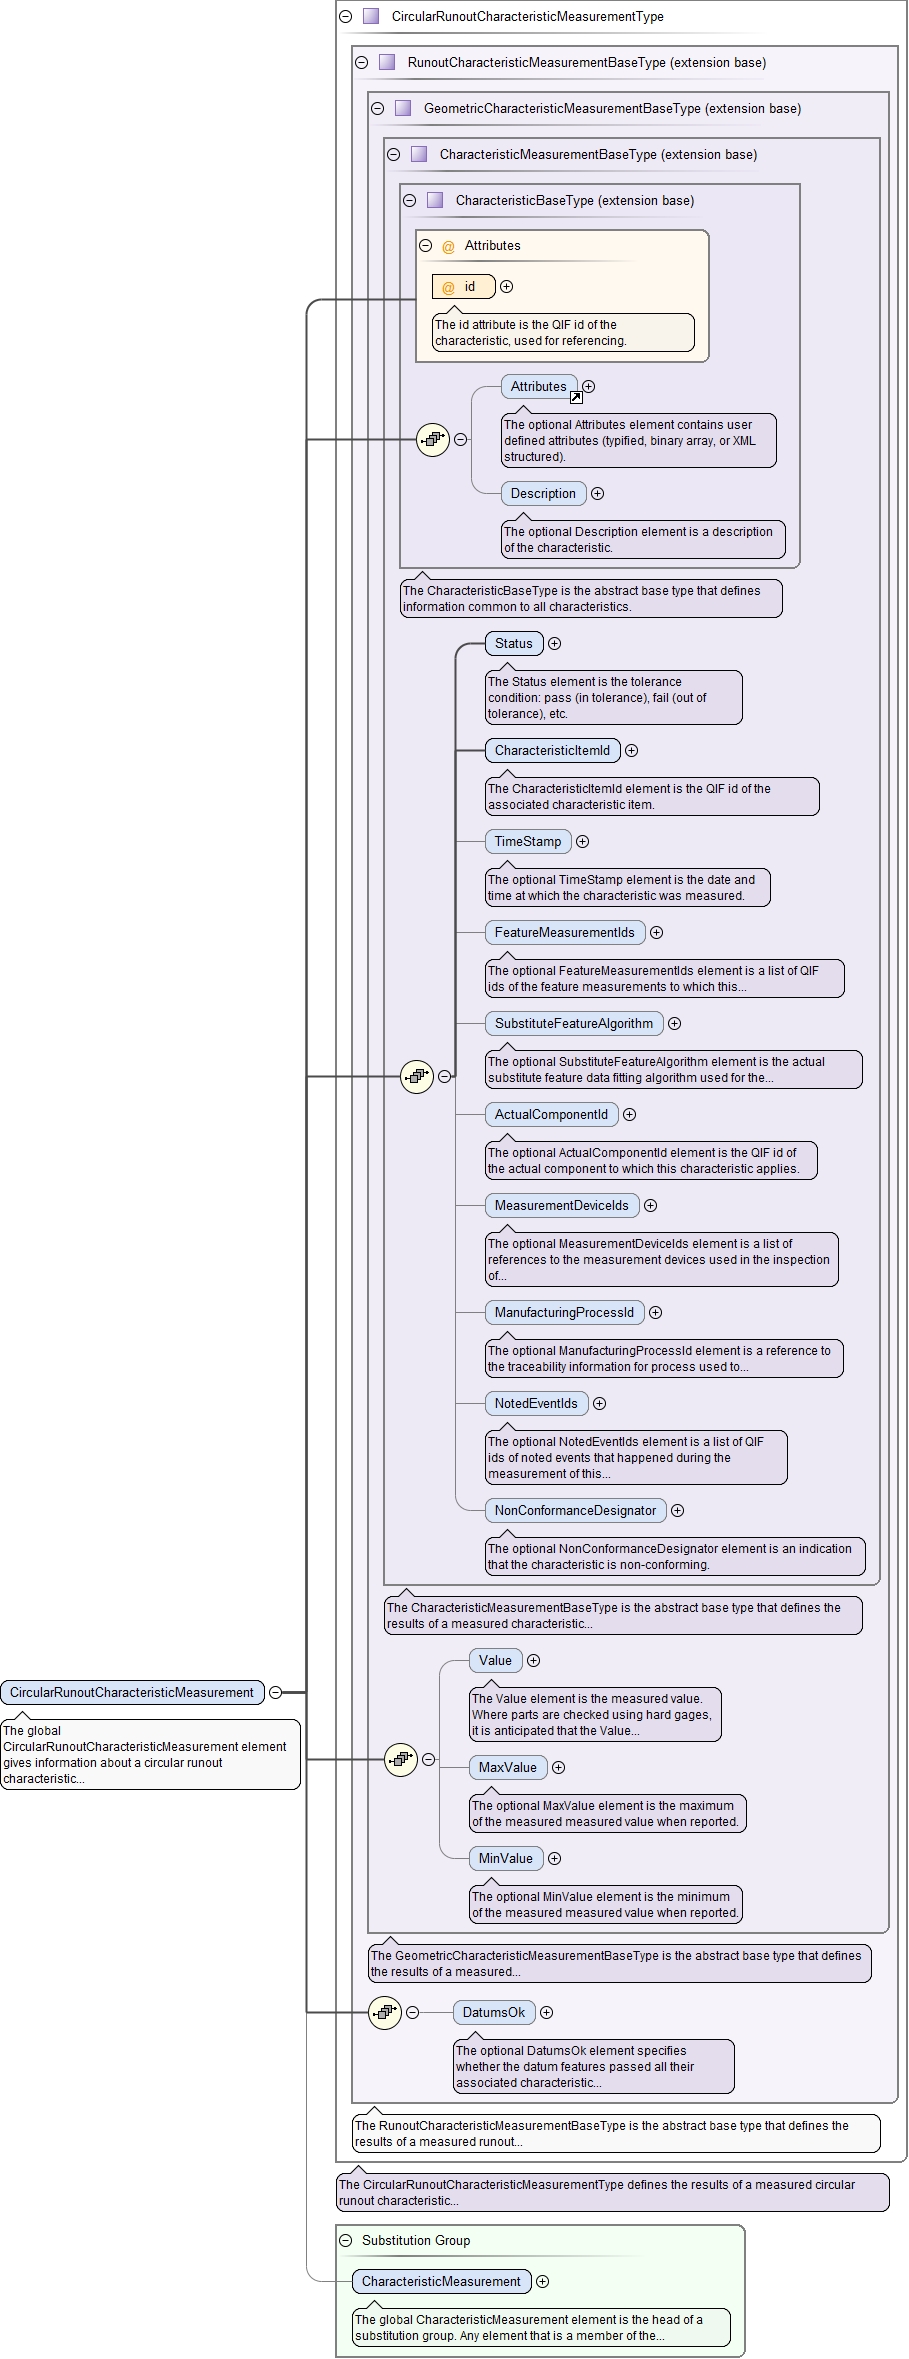 CircularRunoutCharacteristicMeasurementType
RunoutCharacteristicMeasurementBaseType (extension base)
GeometricCharacteristicMeasurementBaseType (extension base)
CharacteristicMeasurementBaseType (extension base)
CharacteristicBaseType (extension base)
@ Attributes
@ id
The id attribute is the QIF id of the
characteristic, used for referencing.
Attributes
The optional Attributes element contains user
defined attributes (typified, binary array, or XML
structured).
Description
The optional Description element is a description
of the characteristic.
The CharacteristicBaseType is the abstract base type that defines
information common to all characteristics.
Status
The Status element is the tolerance
condition: pass (in tolerance), fail (out of
tolerance), etc.
CharacteristicItemId
The CharacteristicItemId element is the QIF id of the
associated characteristic item.
TimeStamp
The optional TimeStamp element is the date and
time at which the characteristic was measured.
FeatureMeasurementIds
The optional FeatureMeasurementIds element is a list of QIF
ids of the feature measurements to which this...
SubstituteFeatureAlgorithm
The optional SubstituteFeatureAlgorithm element is the actual
substitute feature data fitting algorithm used for the...
ActualComponentId
The optional ActualComponentId element is the QIF id of
the actual component to which this characteristic applies.
MeasurementDeviceIds
The optional MeasurementDeviceIds element is a list of
references to the measurement devices used in the inspection
of...
ManufacturingProcessId
The optional ManufacturingProcessId element is a reference to
the traceability information for process used to...
NotedEventIds
The optional NotedEventIds element is a list of QIF
ids of noted events that happened during the
measurement of this...
NonConformanceDesignator
The optional NonConformanceDesignator element is an indication
that the characteristic is non-conforming.
The CharacteristicMeasurementBaseType is the abstract base type that defines the
results of a measured characteristic...
Value
The Value element is the measured value.
Where parts are checked using hard gages,
it is anticipated that the Value...
CircularRunoutCharacteristicMeasurement
The global
CircularRunoutCharacteristicMeasurement element
gives information about a circular runout
characteristic...
MaxValue
The optional MaxValue element is the maximum
of the measured measured value when reported.
MinValue
The optional MinValue element is the minimum
of the measured measured value when reported.
The GeometricCharacteristicMeasurementBaseType is the abstract base type that defines
the results of a measured...
DatumsOk
The optional DatumsOk element specifies
whether the datum features passed all their
associated characteristic...
The RunoutCharacteristicMeasurementBaseType is the abstract base type that defines the
results of a measured runout...
The CircularRunoutCharacteristicMeasurementType defines the results of a measured circular
runout characteristic...
Substitution Group
CharacteristicMeasurement
The global CharacteristicMeasurement element is the head of a
substitution group. Any element that is a member of the...